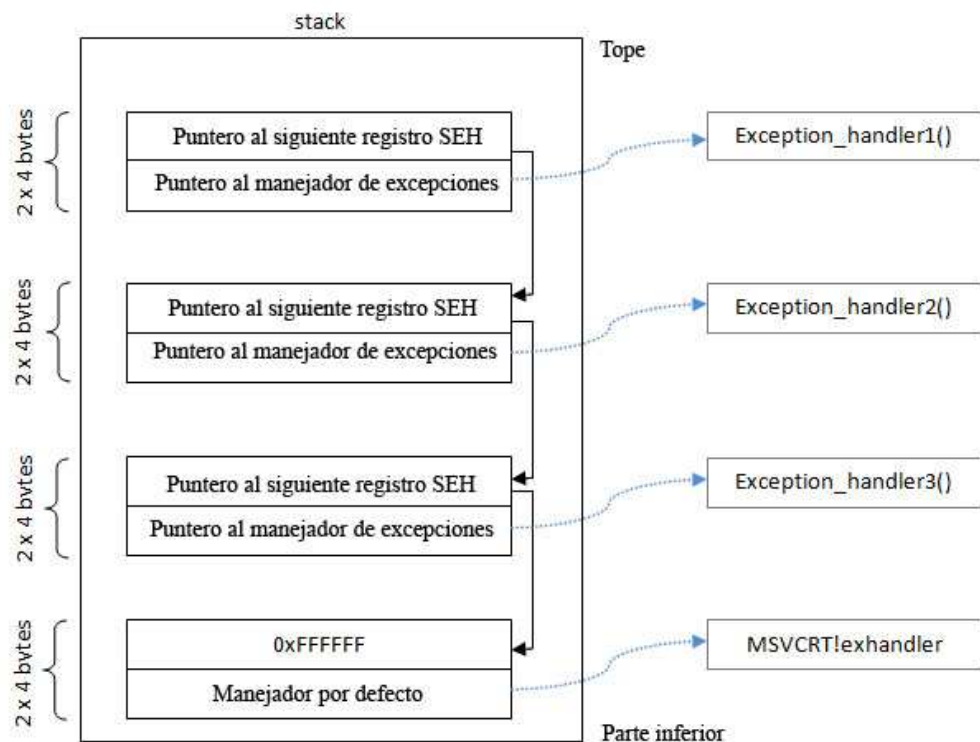 stack
Tope
2 x 4 bytes
Puntero al siguiente registro SEH
Puntero al manejador de excepciones
Exception_handler1()
2 x 4 bytes
Puntero al siguiente registro SEH
Puntero al manejador de excepciones
Exception_handler2()
2 x 4 bytes
Puntero al siguiente registro SEH
Puntero al manejador de excepciones
Exception_handler3()
2 x 4 bytes
0xFFFFFF
Manejador por defecto
MSVCRT!exhandler
Parte inferior